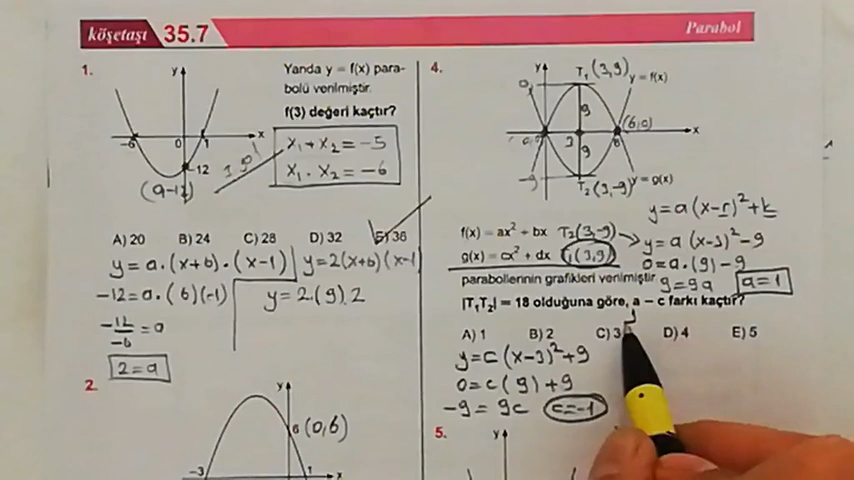 köşetaşı 35.7
Parabol
1.
y
Yanda y = f(x) para-
bolü verilmiştir.
f(3) değeri kaçtır?
x₁ + x₂ = -5
x₁ . x₂ = -6
-6
0
1
x
-12
A) 20 B) 24 C) 28 D) 32 E) 36
y = a.(x+6).(x-1)
y = 2(x+6)(x-1
-12 = a.(6)(-1)
y = 2.(9).2
-12/-6 = a
2 = a
2.
y
6 (0,6)
-3
1
x
4.
y
T₁ (3,9)
y = f(x)
9
9
(6,0)
3
6
x
-9
T₂ (3,-9)
y = g(x)
y = a(x-r)²+k
f(x) = ax² + bx T₂(3,-9)
y = a(x-3)²-9
g(x) = cx² + dx
(3,9)
0 = a.(9)-9
parabollerinin grafikleri verilmiştir.
9 = 9a
a = 1
|T₁T₂| = 18 olduğuna göre, a – c farkı kaçtır?
A) 1 B) 2 C) 3 D) 4 E) 5
y = c(x-3)²+9
0 = c(9)+9
-9 = 9c
c = -1
5.
y